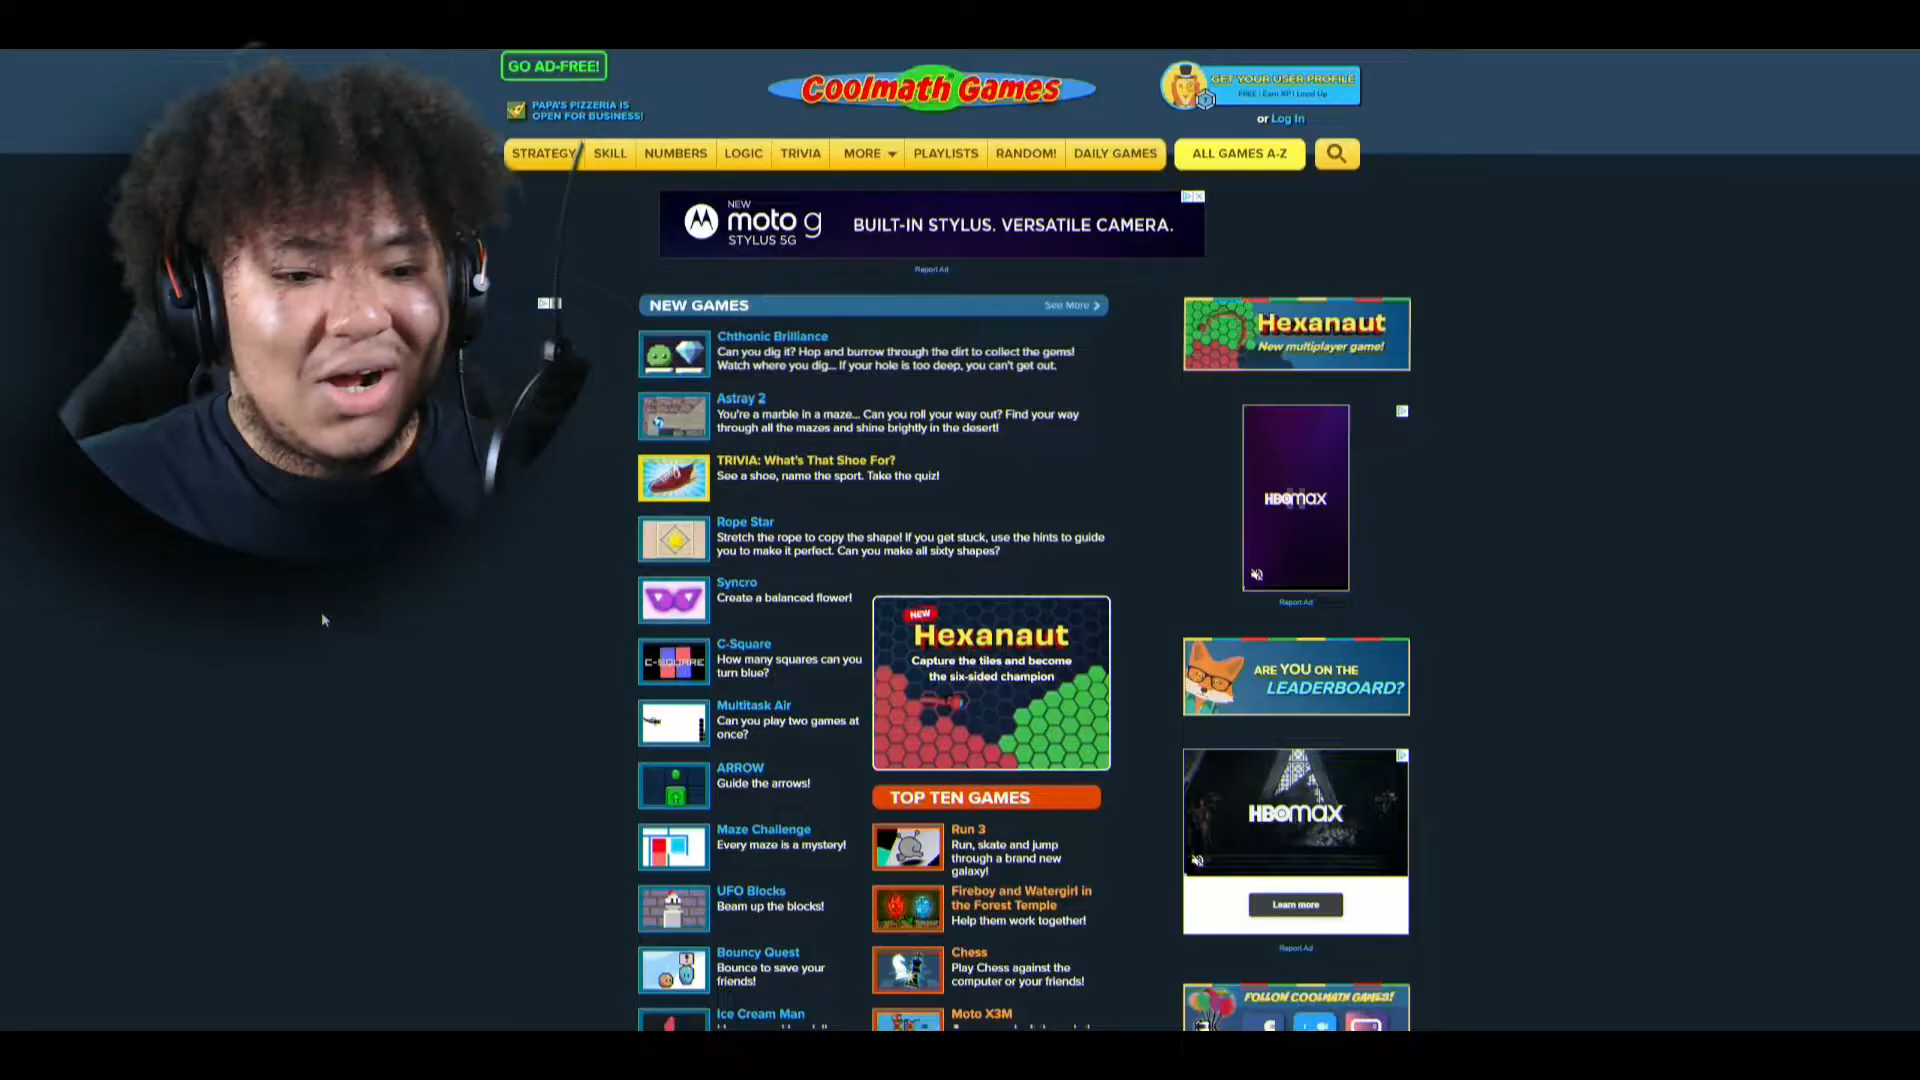 GO AD-FREE!
PAPA'S PIZZERIA IS
OPEN FOR BUSINESS!
Coolmath Games
GET YOUR USER PROFILE
FREE | Earn XP | Level Up
or Log In
STRATEGY SKILL NUMBERS LOGIC TRIVIA MORE PLAYLISTS RANDOM! DAILY GAMES ALL GAMES A-Z
NEW
moto g
STYLUS 5G
BUILT-IN STYLUS. VERSATILE CAMERA.
Report Ad
NEW GAMES See More
Chthonic Brilliance
Can you dig it? Hop and burrow through the dirt to collect the gems!
Watch where you dig... If your hole is too deep, you can't get out.
Astray 2
You're a marble in a maze... Can you roll your way out? Find your way
through all the mazes and shine brightly in the desert!
TRIVIA: What's That Shoe For?
See a shoe, name the sport. Take the quiz!
Rope Star
Stretch the rope to copy the shape! If you get stuck, use the hints to guide
you to make it perfect. Can you make all sixty shapes?
Syncro
Create a balanced flower!
C-SQUARE
C-Square
How many squares can you
turn blue?
Multitask Air
Can you play two games at
once?
ARROW
Guide the arrows!
Maze Challenge
Every maze is a mystery!
UFO Blocks
Beam up the blocks!
Bouncy Quest
Bounce to save your
friends!
Ice Cream Man
NEW
Hexanaut
Capture the tiles and become
the six-sided champion
TOP TEN GAMES
Run 3
Run, skate and jump
through a brand new
galaxy!
Fireboy and Watergirl in
the Forest Temple
Help them work together!
Chess
Play Chess against the
computer or your friends!
Moto X3M
Hexanaut
New multiplayer game!
HBOMAX
Report Ad
ARE YOU ON THE
LEADERBOARD?
HBOMAX
Learn more
Report Ad
FOLLOW COOLMATH GAMES!